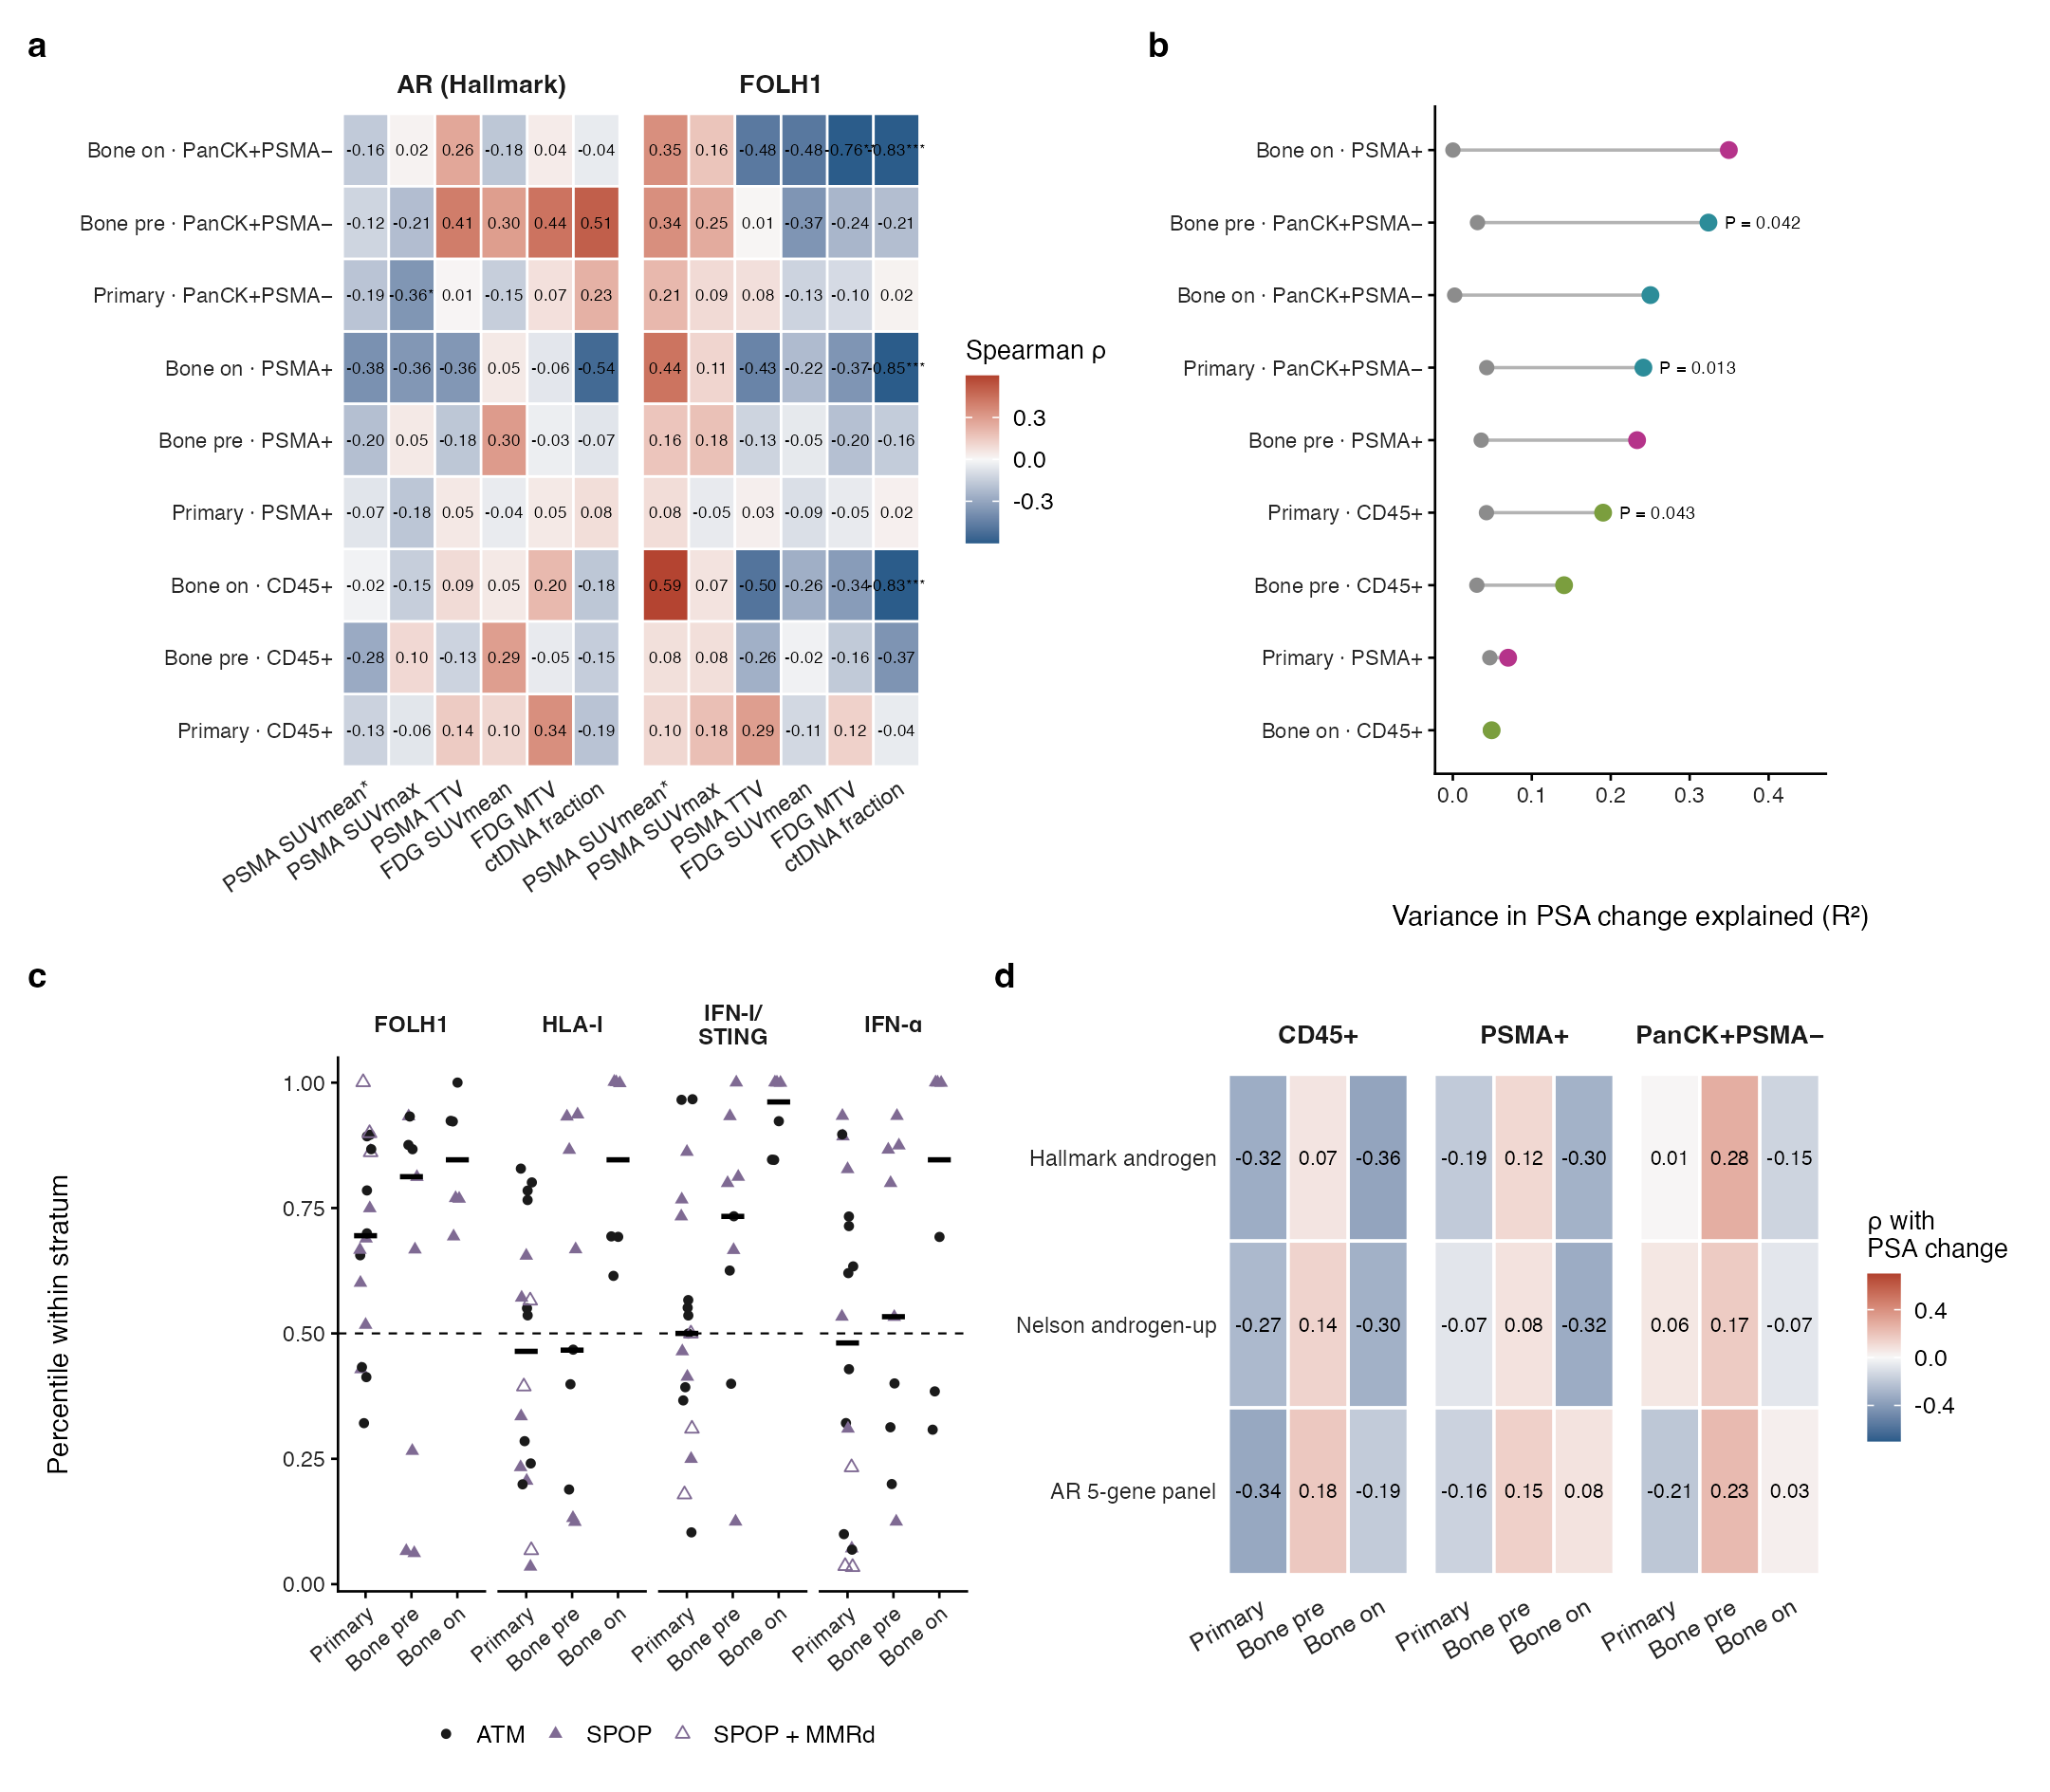 a
AR (Hallmark)
FOLH1
Bone on · PanCK+PSMA− -0.16 0.02 0.26 -0.18 0.04 -0.04 0.35 0.16 -0.48 -0.48 -0.76** -0.83***
Bone pre · PanCK+PSMA− -0.12 -0.21 0.41 0.30 0.44 0.51 0.34 0.25 0.01 -0.37 -0.24 -0.21
Primary · PanCK+PSMA− -0.19 -0.36* 0.01 -0.15 0.07 0.23 0.21 0.09 0.08 -0.13 -0.10 0.02
Bone on · PSMA+ -0.38 -0.36 -0.36 0.05 -0.06 -0.54 0.44 0.11 -0.43 -0.22 -0.37 -0.85***
Bone pre · PSMA+ -0.20 0.05 -0.18 0.30 -0.03 -0.07 0.16 0.18 -0.13 -0.05 -0.20 -0.16
Primary · PSMA+ -0.07 -0.18 0.05 -0.04 0.05 0.08 0.08 -0.05 0.03 -0.09 -0.05 0.02
Bone on · CD45+ -0.02 -0.15 0.09 0.05 0.20 -0.18 0.59 0.07 -0.50 -0.26 -0.34 -0.83***
Bone pre · CD45+ -0.28 0.10 -0.13 0.29 -0.05 -0.15 0.08 0.08 -0.26 -0.02 -0.16 -0.37
Primary · CD45+ -0.13 -0.06 0.14 0.10 0.34 -0.19 0.10 0.18 0.29 -0.11 0.12 -0.04
PSMA SUVmean*
PSMA SUVmax
PSMA TTV
FDG SUVmean
FDG MTV
ctDNA fraction
PSMA SUVmean*
PSMA SUVmax
PSMA TTV
FDG SUVmean
FDG MTV
ctDNA fraction
Spearman ρ
0.3
0.0
-0.3
b
Bone on · PSMA+
Bone pre · PanCK+PSMA− P = 0.042
Bone on · PanCK+PSMA−
Primary · PanCK+PSMA− P = 0.013
Bone pre · PSMA+
Primary · CD45+ P = 0.043
Bone pre · CD45+
Primary · PSMA+
Bone on · CD45+
0.0 0.1 0.2 0.3 0.4
Variance in PSA change explained (R²)
c
FOLH1
HLA-I
IFN-I/
STING
IFN-α
Percentile within stratum
1.00
0.75
0.50
0.25
0.00
Primary
Bone pre
Bone on
Primary
Bone pre
Bone on
Primary
Bone pre
Bone on
Primary
Bone pre
Bone on
ATM SPOP SPOP + MMRd
d
CD45+ PSMA+ PanCK+PSMA−
Hallmark androgen -0.32 0.07 -0.36 -0.19 0.12 -0.30 0.01 0.28 -0.15
Nelson androgen-up -0.27 0.14 -0.30 -0.07 0.08 -0.32 0.06 0.17 -0.07
AR 5-gene panel -0.34 0.18 -0.19 -0.16 0.15 0.08 -0.21 0.23 0.03
Primary
Bone pre
Bone on
Primary
Bone pre
Bone on
Primary
Bone pre
Bone on
ρ with
PSA change
0.4
0.0
-0.4